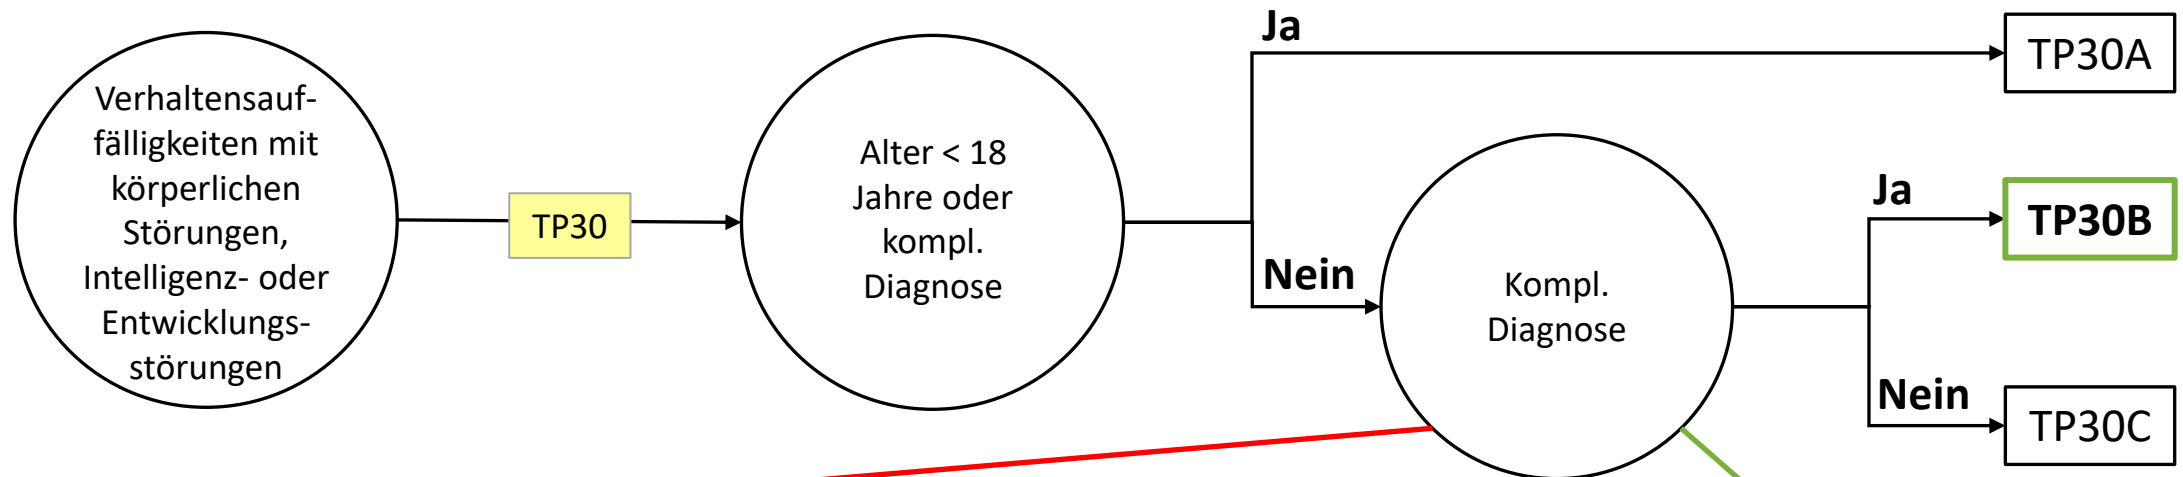 Verhaltensauf-
fälligkeiten mit
körperlichen
Störungen,
Intelligenz- oder
Entwicklungs-
störungen
TP30
Alter < 18
Jahre oder
kompl.
Diagnose
Ja
TP30A
Nein
Kompl.
Diagnose
Ja
TP30B
Nein
TP30C